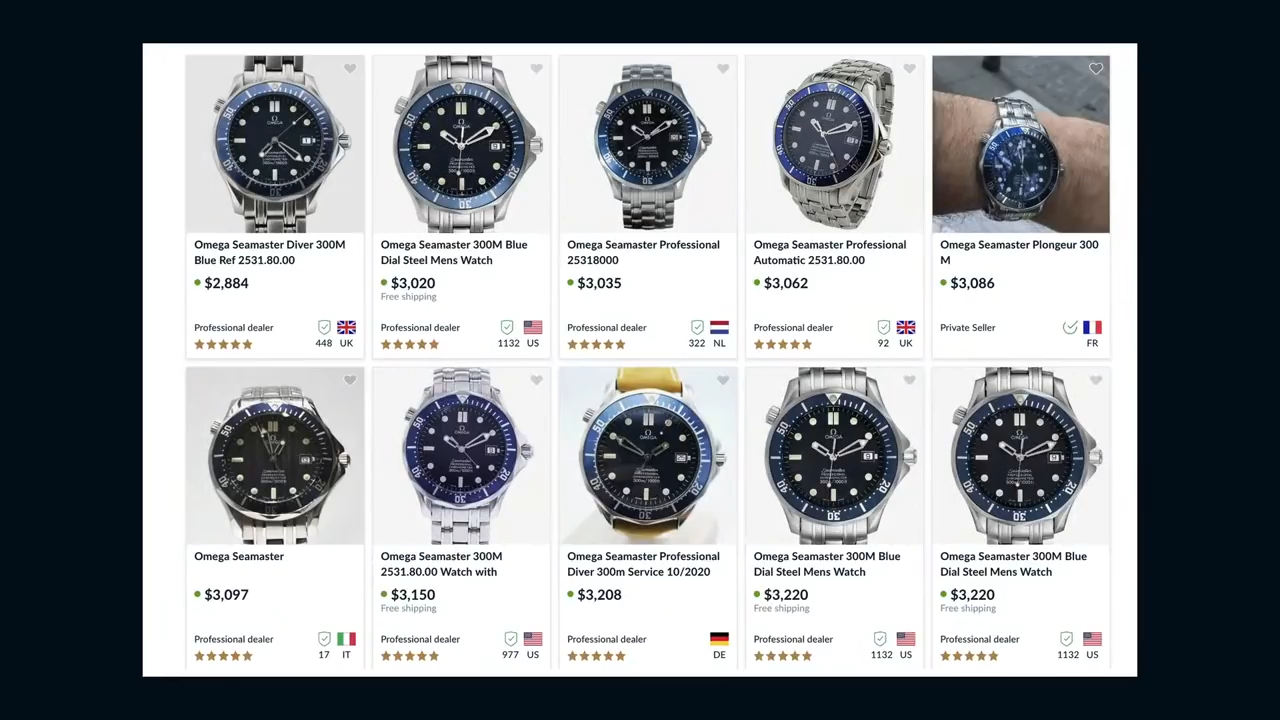 Omega Seamaster Diver 300M
Blue Ref 2531.80.00
$2,884
Professional dealer
448 UK
Omega Seamaster 300M Blue
Dial Steel Mens Watch
$3,020
Free shipping
Professional dealer
1132 US
Omega Seamaster Professional
25318000
$3,035
Professional dealer
322 NL
Omega Seamaster Professional
Automatic 2531.80.00
$3,062
Professional dealer
92 UK
Omega Seamaster Plongeur 300
M
$3,086
Private Seller
FR
Omega Seamaster
$3,097
Professional dealer
17 IT
Omega Seamaster 300M
2531.80.00 Watch with
$3,150
Free shipping
Professional dealer
977 US
Omega Seamaster Professional
Diver 300m Service 10/2020
$3,208
Professional dealer
DE
Omega Seamaster 300M Blue
Dial Steel Mens Watch
$3,220
Free shipping
Professional dealer
1132 US
Omega Seamaster 300M Blue
Dial Steel Mens Watch
$3,220
Free shipping
Professional dealer
1132 US